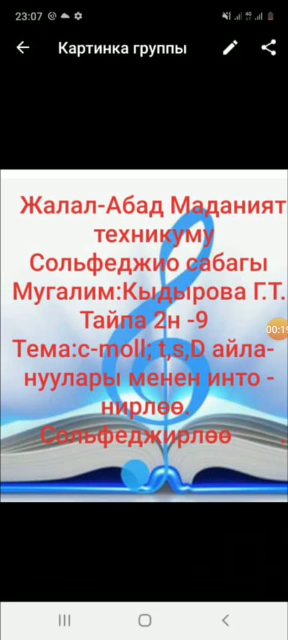 23:07
Картинка группы
Жалал-Абад Маданият
техникуму
Сольфеджио сабагы
Мугалим:Кыдырова Г.Т.
Тайпа 2н -9
00:19
Тема:c-moll; t,s,D айла-
нуулары менен инто -
нирлөө.
Сольфеджирлөө .